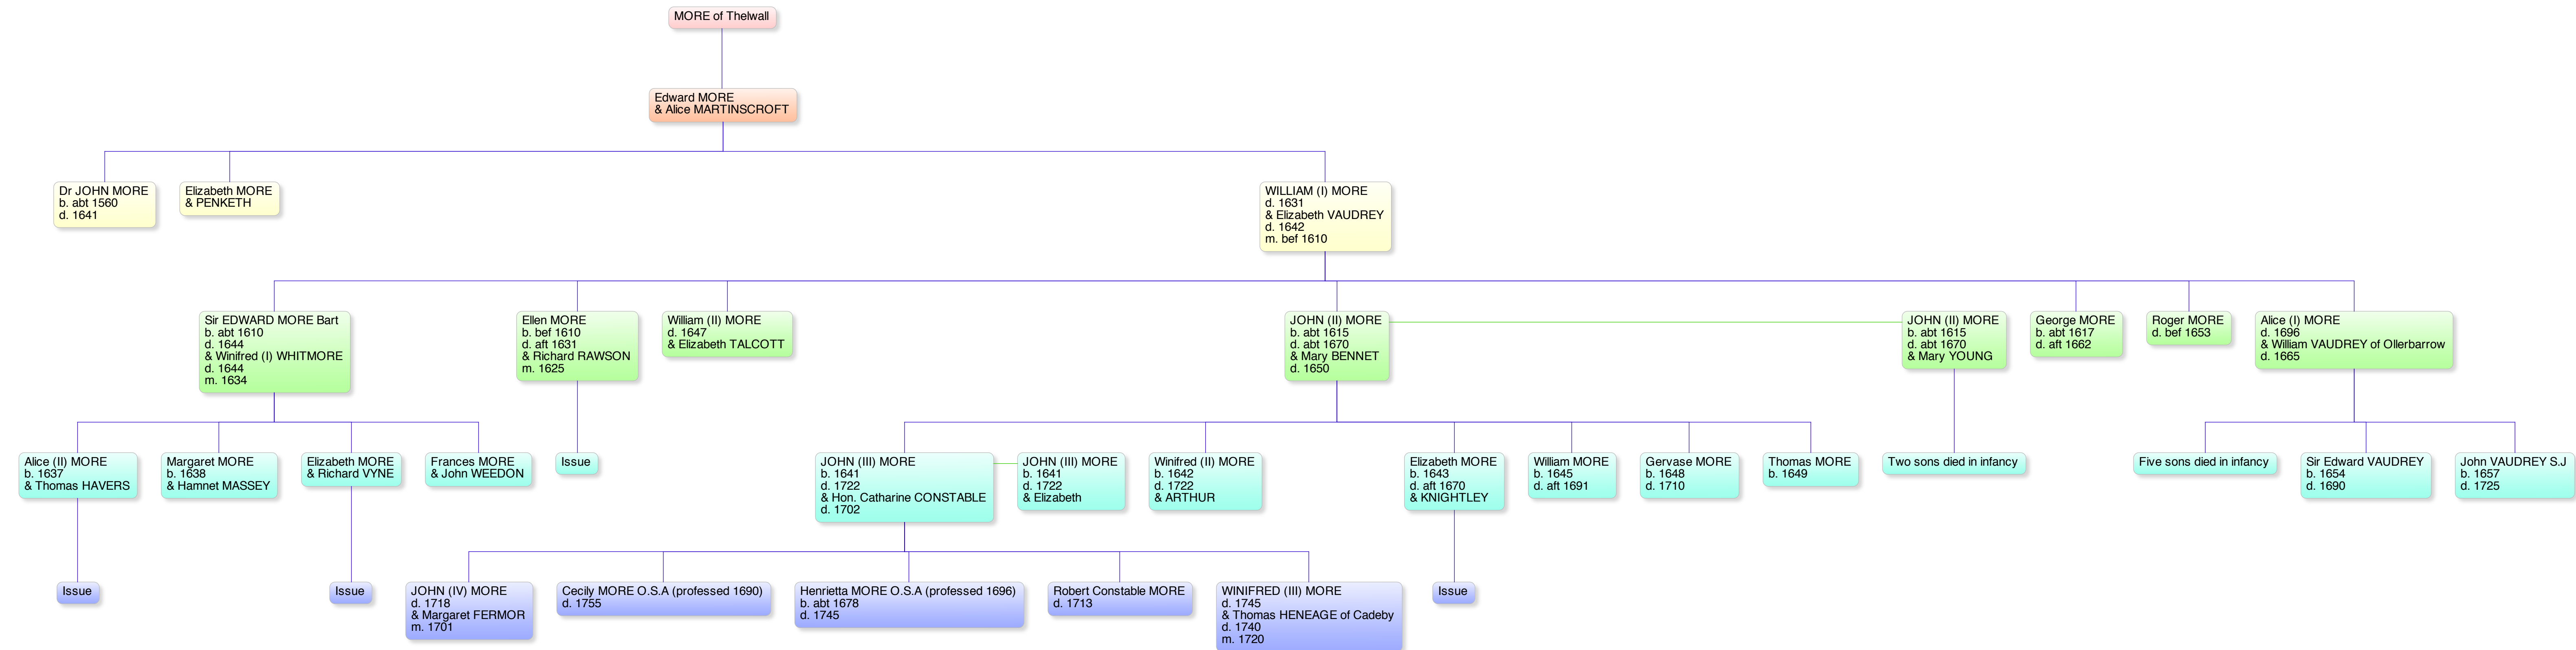 MORE of Thelwall
Edward MORE
& Alice MARTINSCROFT
Dr JOHN MORE
b. abt 1560
d. 1641
Elizabeth MORE
& PENKETH
WILLIAM (I) MORE
d. 1631
& Elizabeth VAUDREY
d. 1642
m. bef 1610
Sir EDWARD MORE Bart
b. abt 1610
d. 1644
& Winifred (I) WHITMORE
d. 1644
m. 1634
Ellen MORE
b. bef 1610
d. aft 1631
& Richard RAWSON
m. 1625
William (II) MORE
d. 1647
& Elizabeth TALCOTT
JOHN (II) MORE
b. abt 1615
d. abt 1670
& Mary BENNET
d. 1650
JOHN (II) MORE
b. abt 1615
d. abt 1670
& Mary YOUNG
George MORE
b. abt 1617
d. aft 1662
Roger MORE
d. bef 1653
Alice (I) MORE
d. 1696
& William VAUDREY of Ollerbarrow
d. 1665
Alice (II) MORE
b. 1637
& Thomas HAVERS
Margaret MORE
b. 1638
& Hamnet MASSEY
Elizabeth MORE
& Richard VYNE
Frances MORE
& John WEEDON
Issue
JOHN (III) MORE
b. 1641
d. 1722
& Hon. Catharine CONSTABLE
d. 1702
JOHN (III) MORE
b. 1641
d. 1722
& Elizabeth
Winifred (II) MORE
b. 1642
d. 1722
& ARTHUR
Elizabeth MORE
b. 1643
d. aft 1670
& KNIGHTLEY
William MORE
b. 1645
d. aft 1691
Gervase MORE
b. 1648
d. 1710
Thomas MORE
b. 1649
Two sons died in infancy
Five sons died in infancy
Sir Edward VAUDREY
b. 1654
d. 1690
John VAUDREY S.J
b. 1657
d. 1725
Issue
Issue
JOHN (IV) MORE
d. 1718
& Margaret FERMOR
m. 1701
Cecily MORE O.S.A (professed 1690)
d. 1755
Henrietta MORE O.S.A (professed 1696)
b. abt 1678
d. 1745
Robert Constable MORE
d. 1713
WINIFRED (III) MORE
d. 1745
& Thomas HENEAGE of Cadeby
d. 1740
m. 1720
Issue